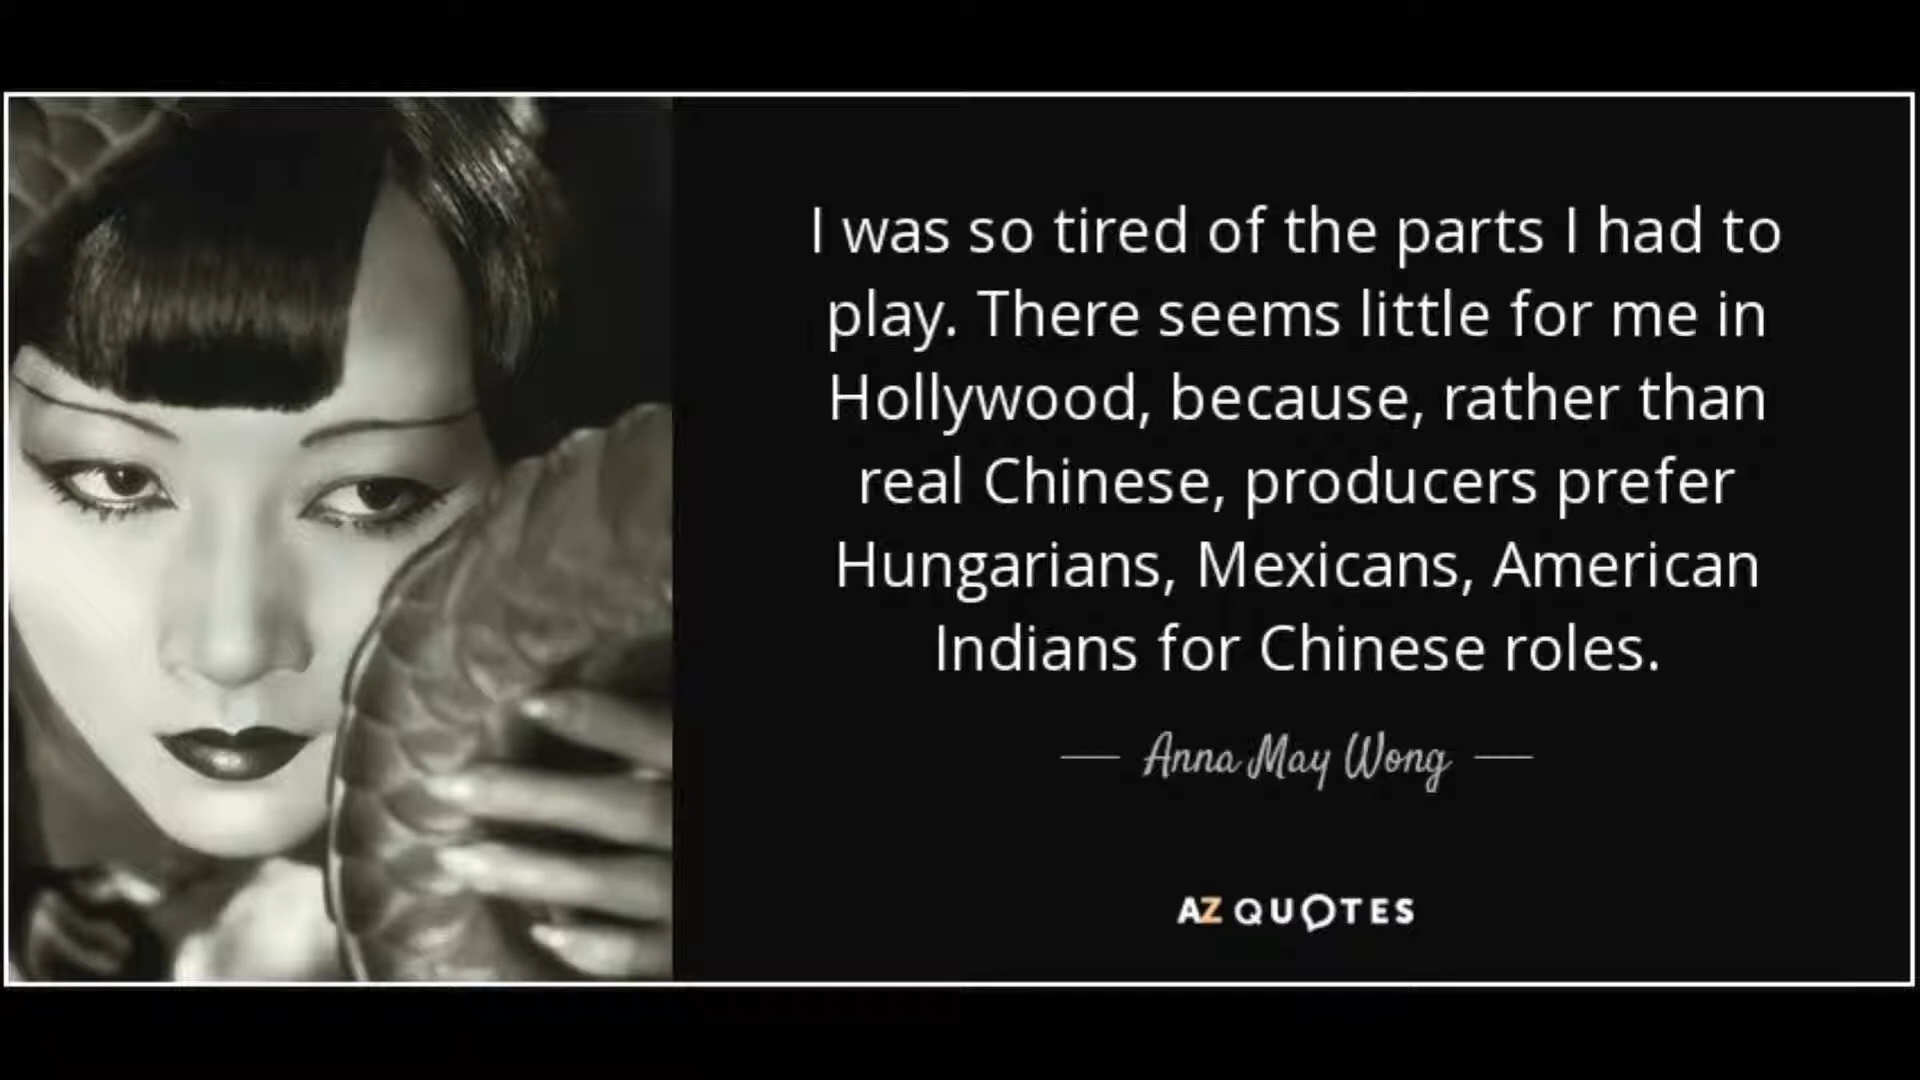 I was so tired of the parts I had to
play. There seems little for me in
Hollywood, because, rather than
real Chinese, producers prefer
Hungarians, Mexicans, American
Indians for Chinese roles.
Anna May Wong
AZ QUOTES